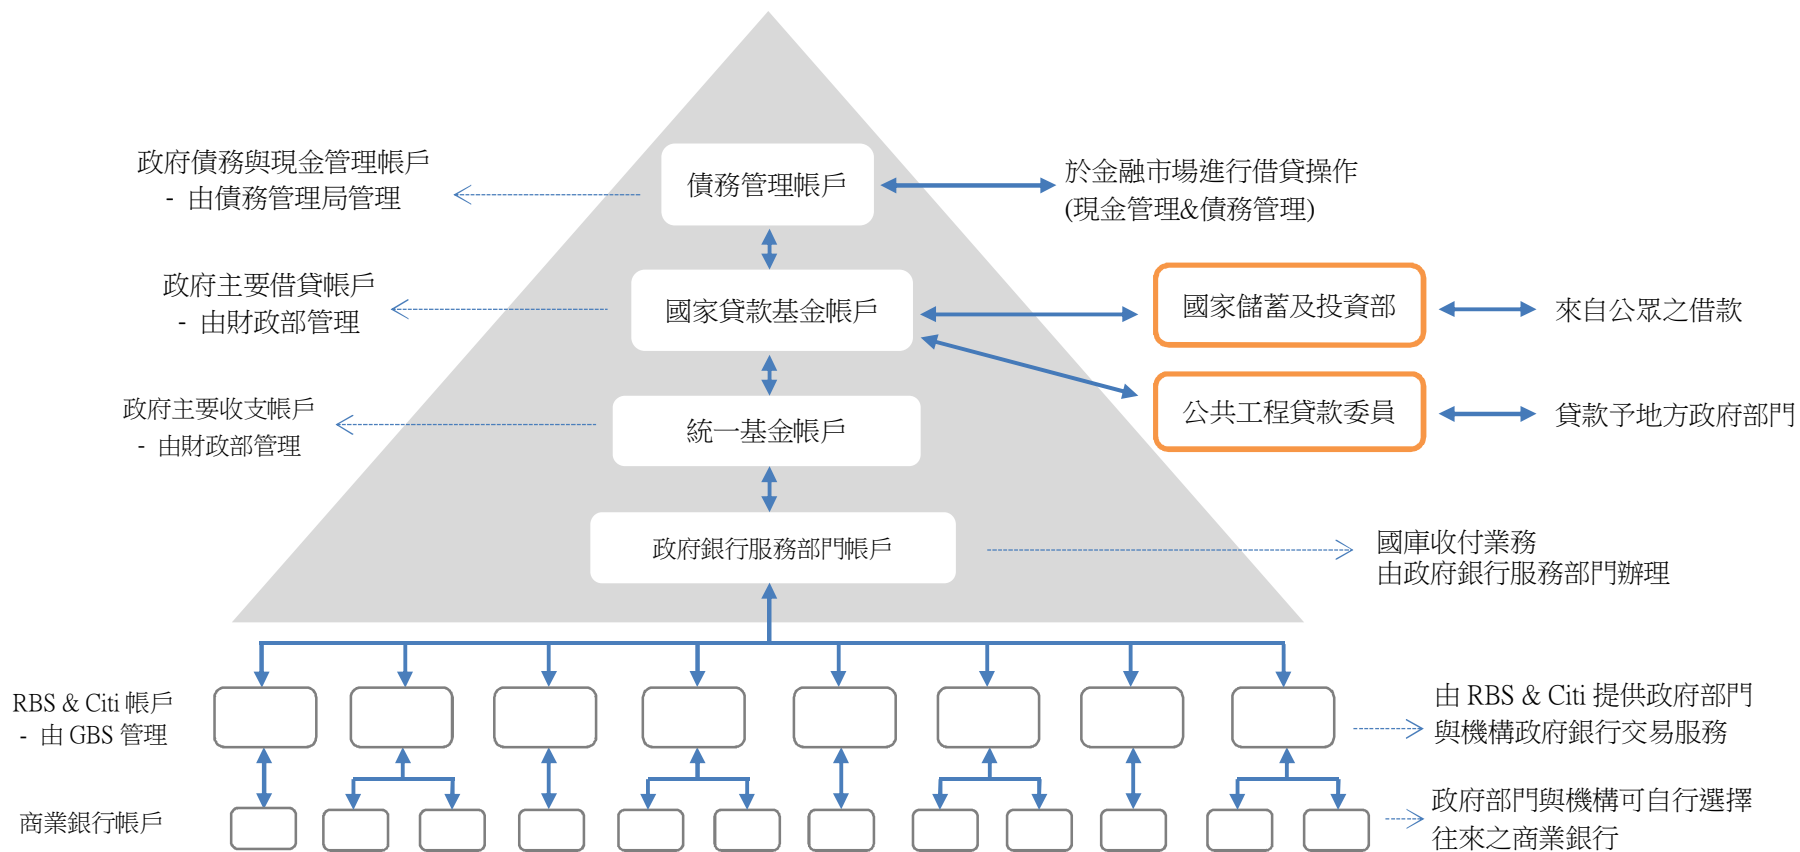 政府債務與現金管理帳戶
- 由債務管理局管理
債務管理帳戶
於金融市場進行借貸操作
(現金管理&債務管理)
政府主要借貸帳戶
- 由財政部管理
國家貸款基金帳戶
國家儲蓄及投資部
來自公眾之借款
政府主要收支帳戶
- 由財政部管理
統一基金帳戶
公共工程貸款委員
貸款予地方政府部門
政府銀行服務部門帳戶
國庫收付業務
由政府銀行服務部門辦理
RBS & Citi 帳戶
- 由 GBS 管理
由 RBS & Citi 提供政府部門
與機構政府銀行交易服務
商業銀行帳戶
政府部門與機構可自行選擇
往來之商業銀行